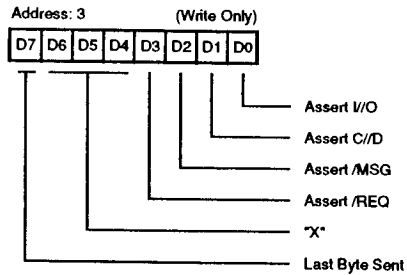 Address: 3 (Write Only)
D7 D6 D5 D4 D3 D2 D1 D0
Assert I//O
Assert C//D
Assert /MSG
Assert /REQ
"X"
Last Byte Sent